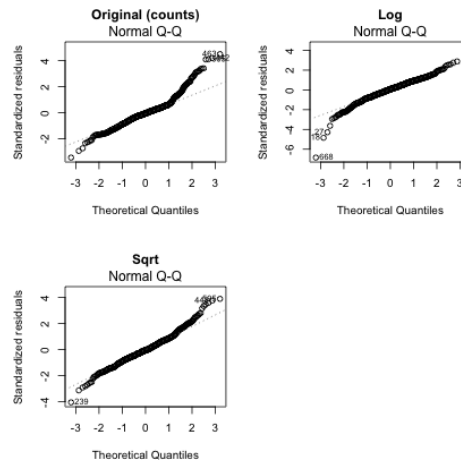 Original (counts)
Normal Q-Q
Standardized residuals
4
2
0
-2
463
-3 -2 -1 0 1 2 3
Theoretical Quantiles
Log
Normal Q-Q
Standardized residuals
4
2
0
-2
-4
-6
668
-3 -2 -1 0 1 2 3
Theoretical Quantiles
Sqrt
Normal Q-Q
Standardized residuals
4
2
0
-2
-4
239
-3 -2 -1 0 1 2 3
Theoretical Quantiles